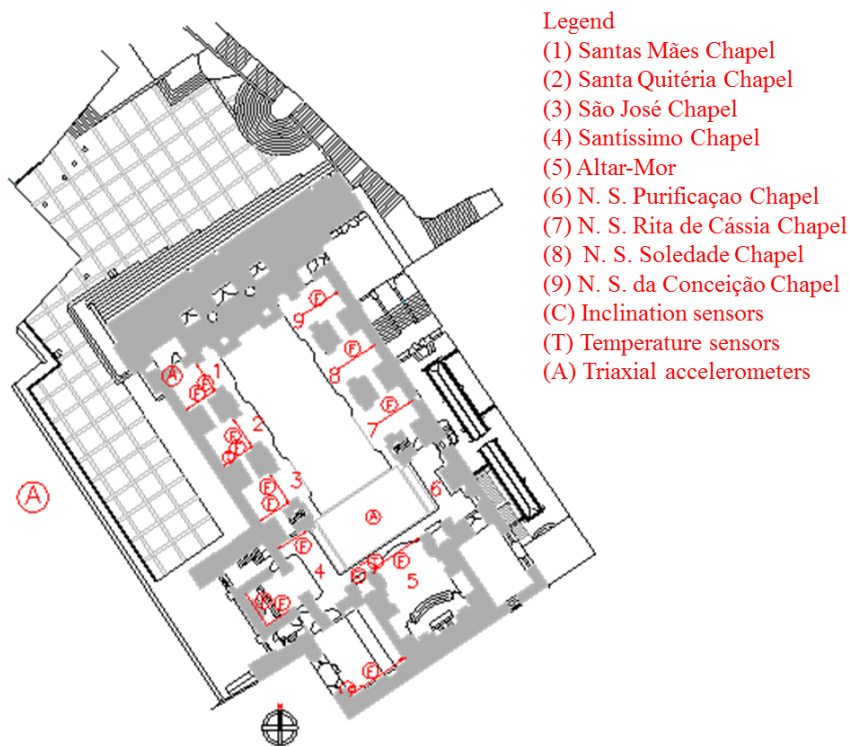 Legend
(1) Santas Mães Chapel
(2) Santa Quitéria Chapel
(3) São José Chapel
(4) Santíssimo Chapel
(5) Altar-Mor
(6) N. S. Purificaçao Chapel
(7) N. S. Rita de Cássia Chapel
(8) N. S. Soledade Chapel
(9) N. S. da Conceição Chapel
(C) Inclination sensors
(T) Temperature sensors
(A) Triaxial accelerometers
F
9
F
8
A
1
F
F
7
2
F
F
3
F
6
A
A
F
4
T
F
5
F
F